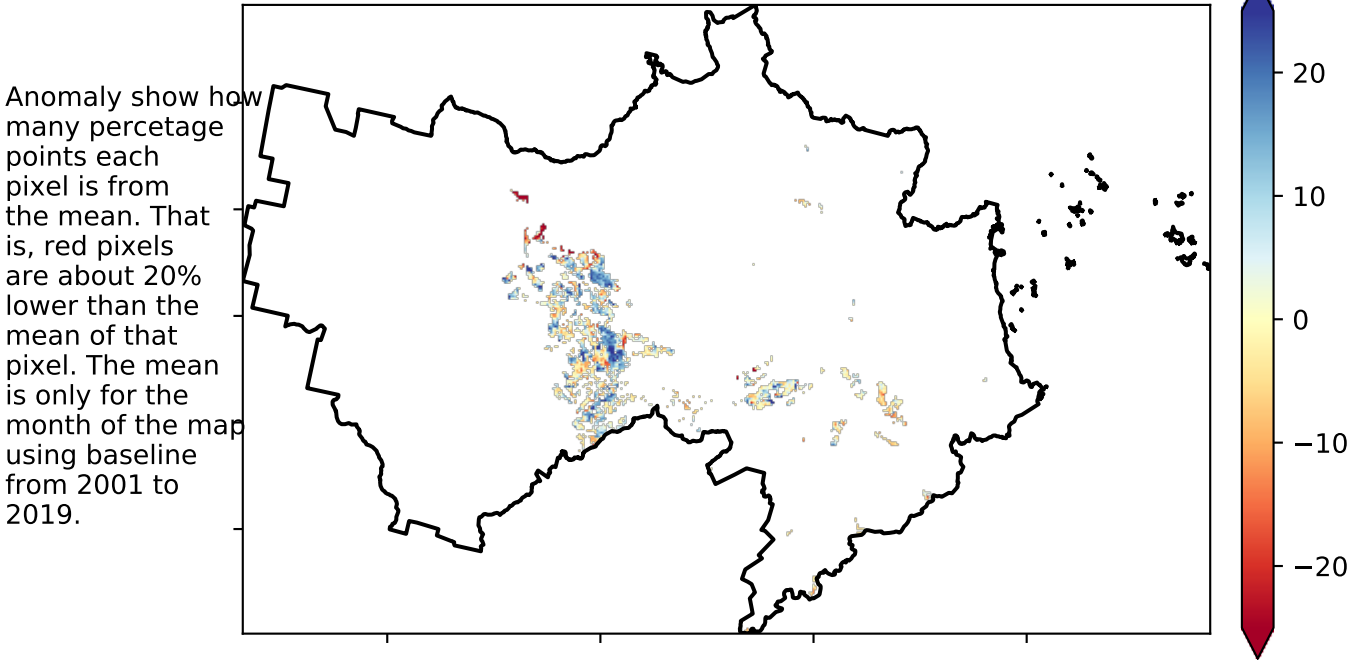 Anomaly show how
many percetage
points each
pixel is from
the mean. That
is, red pixels
are about 20%
lower than the
mean of that
pixel. The mean
is only for the
month of the map
using baseline
from 2001 to
2019.
20
10
0
−10
−20